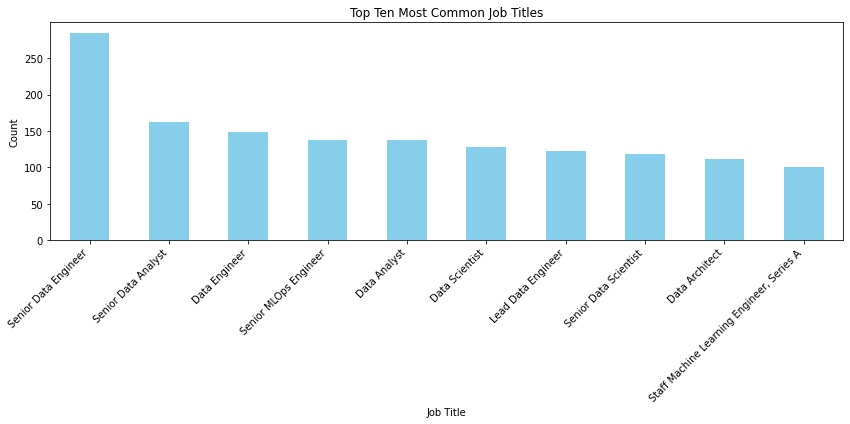 Top Ten Most Common Job Titles
Count
250
200
150
100
50
0
Senior Data Engineer
Senior Data Analyst
Data Engineer
Senior MLOps Engineer
Data Analyst
Data Scientist
Lead Data Engineer
Senior Data Scientist
Data Architect
Staff Machine Learning Engineer, Series A
Job Title